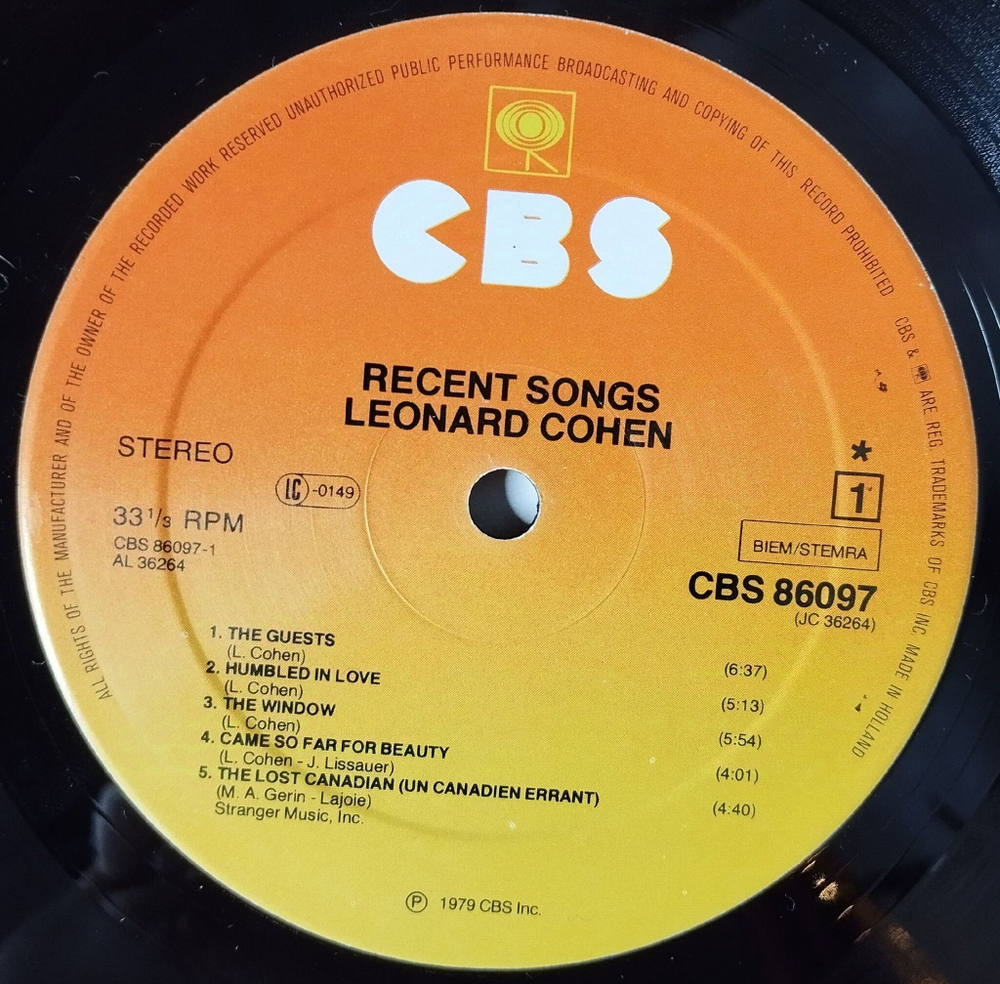 ALL RIGHTS OF THE MANUFACTURER AND OF THE OWNER OF THE RECORDED WORK RESERVED UNAUTHORIZED PUBLIC PERFORMANCE BROADCASTING AND COPYING OF THIS RECORD PROHIBITED CBS & ARE REG. TRADEMARKS OF CBS INC. MADE IN HOLLAND
CBS
RECENT SONGS
LEONARD COHEN
STEREO
LC -0149
33 1/3 RPM
CBS 86097-1
AL 36264
*
1
BIEM/STEMRA
CBS 86097
(JC 36264)
1. THE GUESTS
(L. Cohen) (6:37)
2. HUMBLED IN LOVE
(L. Cohen) (5:13)
3. THE WINDOW
(L. Cohen) (5:54)
4. CAME SO FAR FOR BEAUTY
(L. Cohen - J. Lissauer) (4:01)
5. THE LOST CANADIAN (UN CANADIEN ERRANT)
(M. A. Gerin - Lajoie) (4:40)
Stranger Music, Inc.
Ⓟ 1979 CBS Inc.